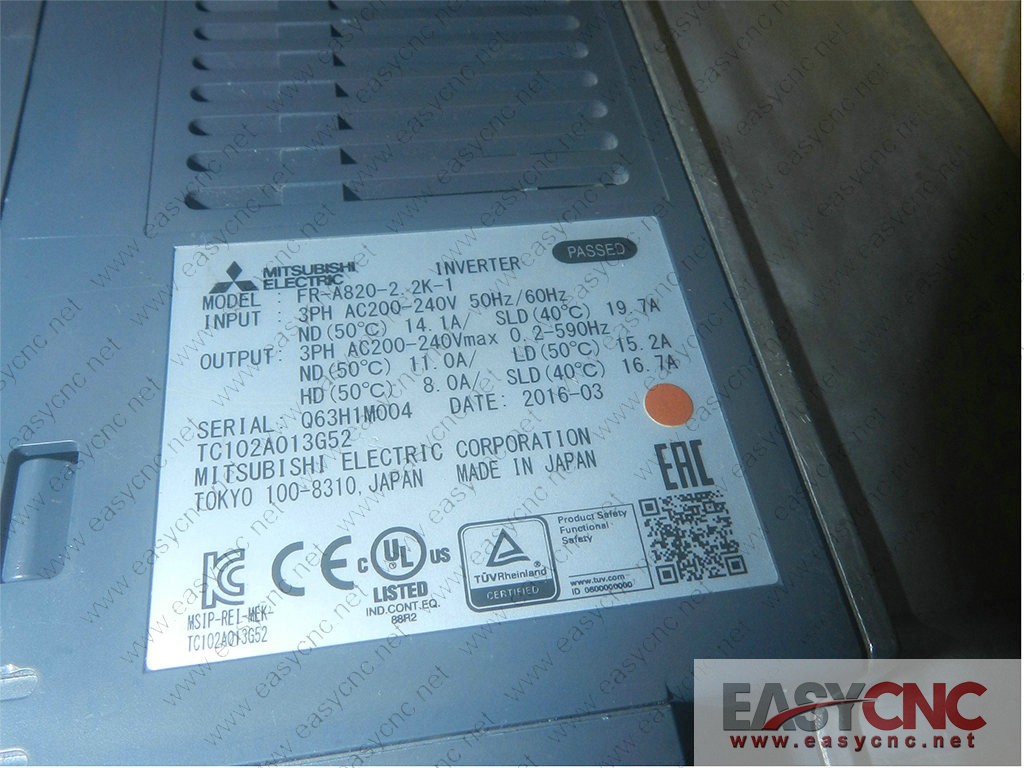 PASSED
MITSUBISHI
ELECTRIC
INVERTER
MODEL : FR-A820-2.2K-1
INPUT : 3PH AC200-240V 50Hz/60Hz
ND(50°C) 14.1A/ SLD(40°C) 19.7A
OUTPUT : 3PH AC200-240Vmax 0.2-590Hz
ND(50°C) 11.0A/ LD(50°C) 15.2A
HD(50°C) 8.0A/ SLD(40°C) 16.7A
SERIAL: Q63H1M004 DATE: 2016-03
TC102A013G52
MITSUBISHI ELECTRIC CORPORATION
TOKYO 100-8310, JAPAN MADE IN JAPAN
EAC
KC
MSIP-REI-MEK-
TC102A013G52
CE
C UL US
LISTED
IND.CONT.EQ.
88R2
TÜVRheinland®
CERTIFIED
Product Safety
Functional
Safety
www.tuv.com
ID 0600000000
EASYCNC
www.easycnc.net